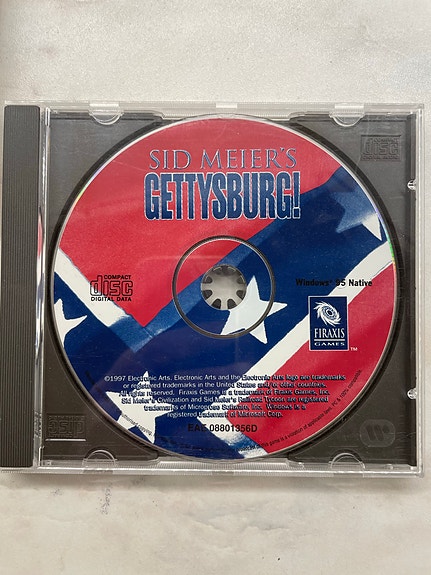 SID MEIER'S
GETTYSBURG!
COMPACT
disc
DIGITAL DATA
Windows® 95 Native
FIRAXIS
GAMES
TM
©1997 Electronic Arts. Electronic Arts and the Electronic Arts logo are trademarks
or registered trademarks in the United States and/or other countries.
All rights reserved. Firaxis Games is a trademark of Firaxis Games, Inc.
Sid Meier's Civilization and Sid Meier's Railroad Tycoon are registered
trademarks of Microprose Software, Inc. Windows is a
registered trademark of Microsoft Corp.
EAC 08801356D